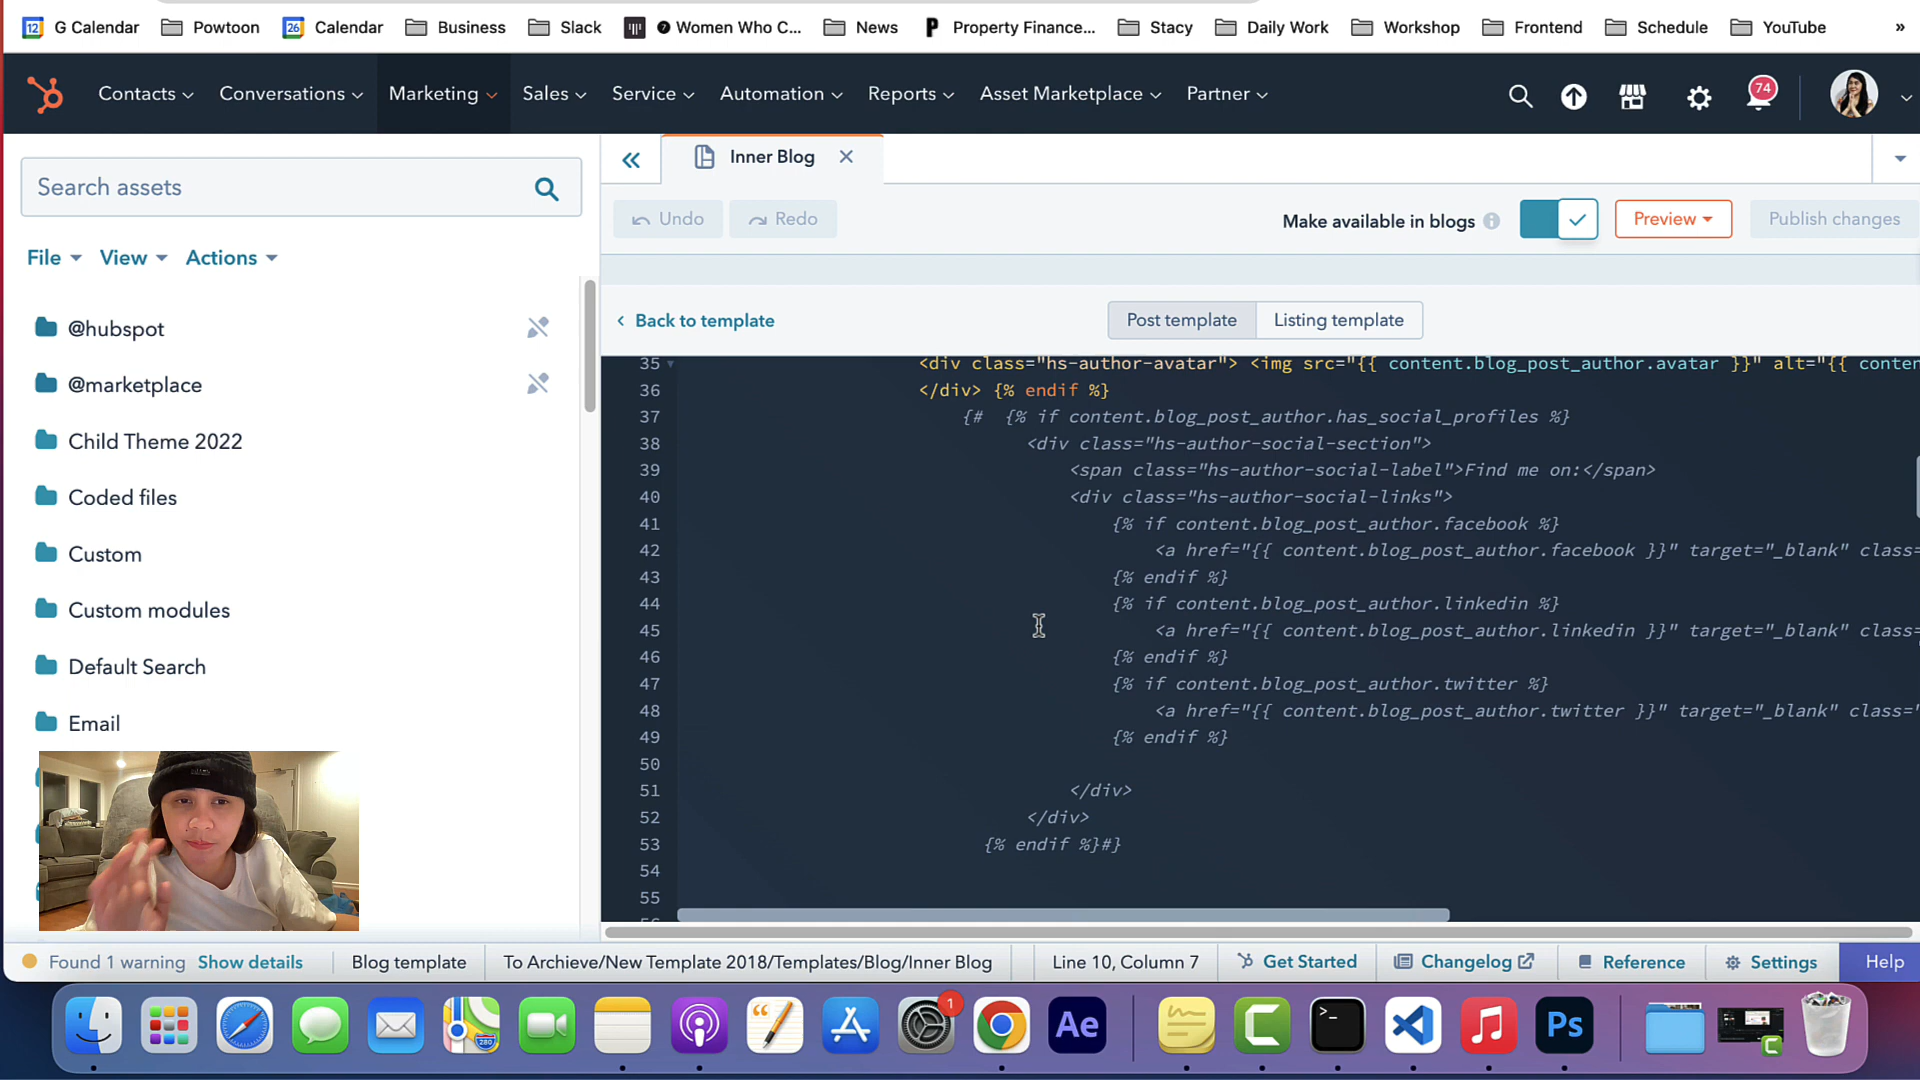 G Calendar Powtoon Calendar Business Slack Women Who C... News Property Finance... Stacy Daily Work Workshop Frontend Schedule YouTube »
Contacts Conversations Marketing Sales Service Automation Reports Asset Marketplace Partner 74
Search assets
Inner Blog
Undo Redo
Make available in blogs Preview Publish changes
File View Actions
Back to template Post template Listing template
@hubspot
@marketplace
Child Theme 2022
Coded files
Custom
Custom modules
Default Search
Email
35 <div class="hs-author-avatar"> <img src="{{ content.blog_post_author.avatar }}" alt="{{ conten
36 </div> {% endif %}
37 {# {% if content.blog_post_author.has_social_profiles %}
38 <div class="hs-author-social-section">
39 <span class="hs-author-social-label">Find me on:</span>
40 <div class="hs-author-social-links">
41 {% if content.blog_post_author.facebook %}
42 <a href="{{ content.blog_post_author.facebook }}" target="_blank" class=
43 {% endif %}
44 {% if content.blog_post_author.linkedin %}
45 <a href="{{ content.blog_post_author.linkedin }}" target="_blank" class=
46 {% endif %}
47 {% if content.blog_post_author.twitter %}
48 <a href="{{ content.blog_post_author.twitter }}" target="_blank" class="
49 {% endif %}
50
51 </div>
52 </div>
53 {% endif %}#}
54
55
Found 1 warning Show details Blog template To Archieve/New Template 2018/Templates/Blog/Inner Blog Line 10, Column 7 Get Started Changelog Reference Settings Help
1
Ae
Ps